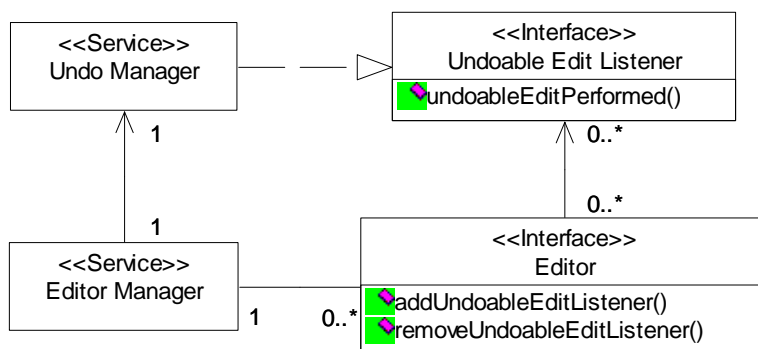 <<Service>>
Undo Manager
<<Interface>>
Undoable Edit Listener
undoableEditPerformed()
1
0..*
1
0..*
<<Service>>
Editor Manager
1
0..*
<<Interface>>
Editor
addUndoableEditListener()
removeUndoableEditListener()